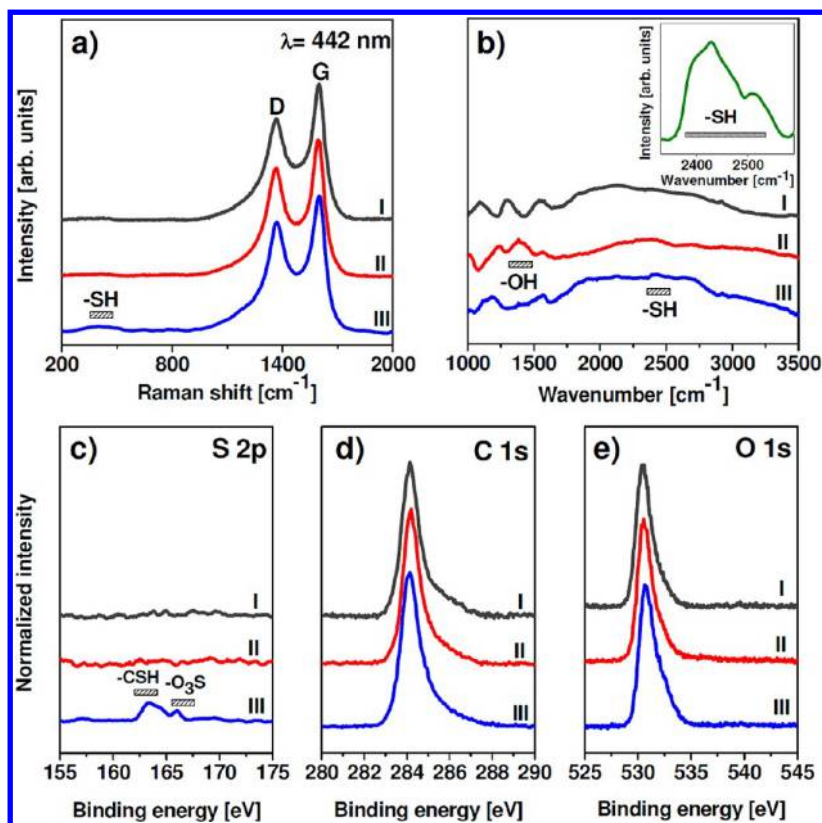 a)
λ= 442 nm
D
G
I
II
III
-SH
Intensity [arb. units]
200 800 1400 2000
Raman shift [cm⁻¹]
b)
Intensity [arb. units]
-SH
2400 2500
Wavenumber [cm⁻¹]
I
II
-OH
III
-SH
1000 1500 2000 2500 3000 3500
Wavenumber [cm⁻¹]
c)
S 2p
I
II
-CSH
-O₃S
III
Normalized intensity
155 160 165 170 175
Binding energy [eV]
d)
C 1s
I
II
III
280 282 284 286 288 290
Binding energy [eV]
e)
O 1s
I
II
III
525 530 535 540 545
Binding energy [eV]